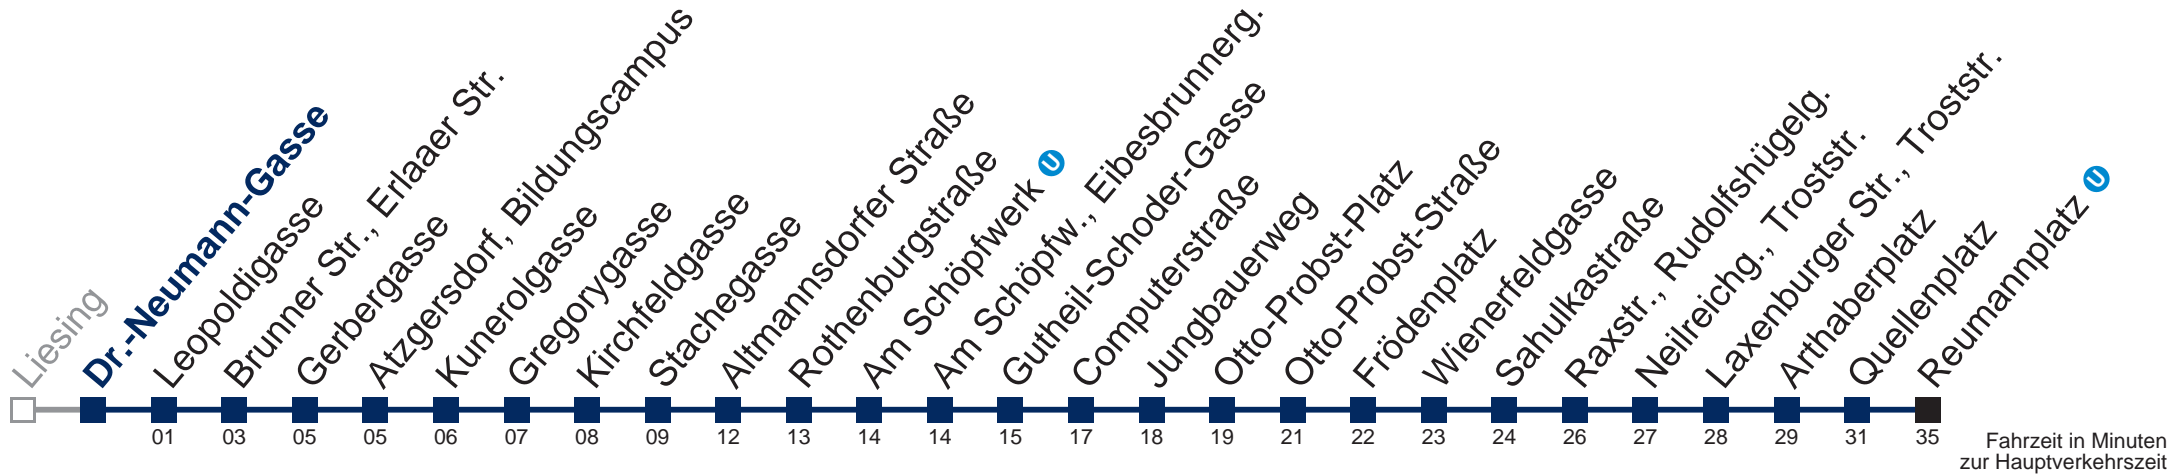 Liesing
Dr.-Neumann-Gasse
Leopoldigasse
Brunner Str., Erlaaer Str.
Gerbergasse
Atzgersdorf, Bildungscampus
Kunerolgasse
Gregorygasse
Kirchfeldgasse
Stachegasse
Altmannsdorfer Straße
Rothenburgstraße
Am Schöpfwerk U
Am Schöpfw., Eibesbrunnerg.
Gutheil-Schoder-Gasse
Computerstraße
Jungbauerweg
Otto-Probst-Platz
Otto-Probst-Straße
Frödenplatz
Wienerfeldgasse
Sahulkastraße
Raxstr., Rudolfshügelg.
Neilreichg., Troststr.
Laxenburger Str., Troststr.
Arthaberplatz
Quellenplatz
Reumannplatz U
01 03 05 05 06 07 08 09 12 13 14 14 15 17 18 19 21 22 23 24 26 27 28 29 31 35
Fahrzeit in Minuten
zur Hauptverkehrszeit